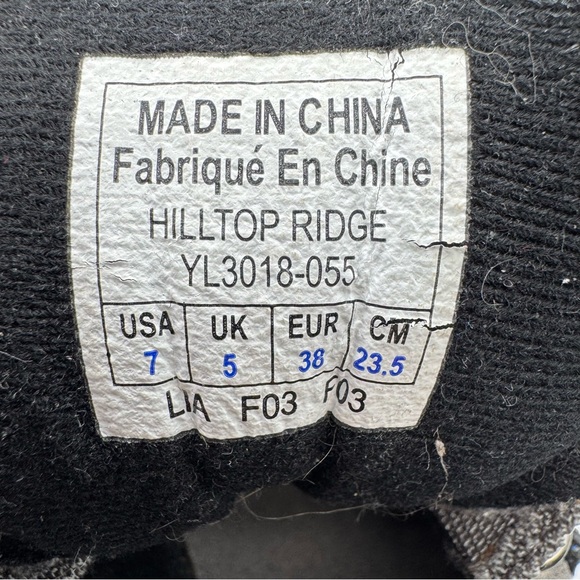 MADE IN CHINA
Fabriqué En Chine
HILLTOP RIDGE
YL3018-055
USA UK EUR CM
7 5 38 23.5
F03 F03